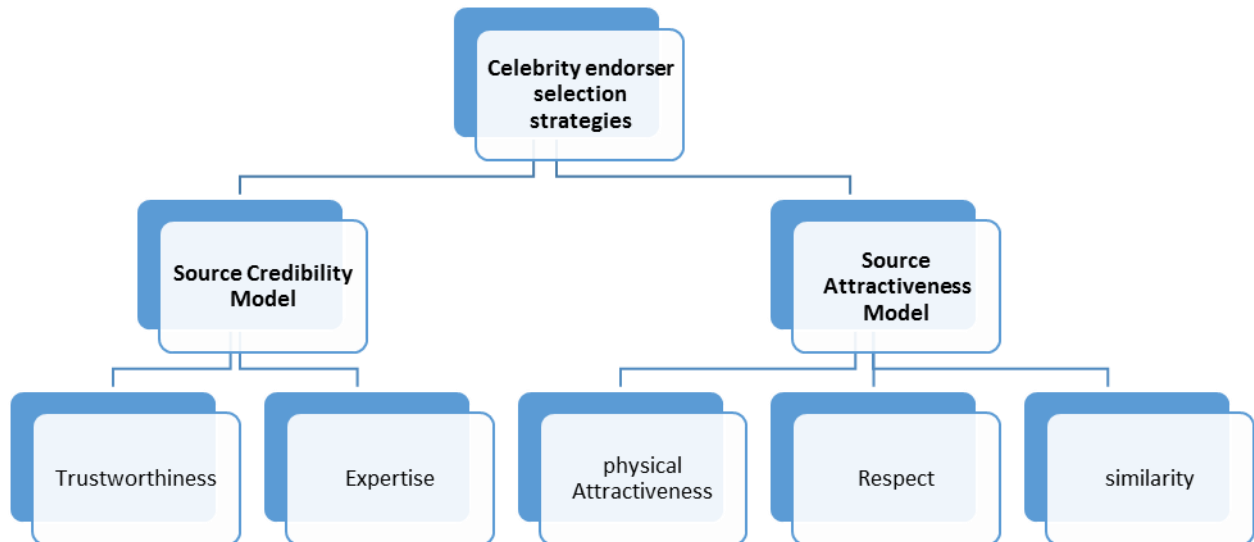 Celebrity endorser
selection
strategies
Source Credibility
Model
Source
Attractiveness
Model
Trustworthiness
Expertise
physical
Attractiveness
Respect
similarity